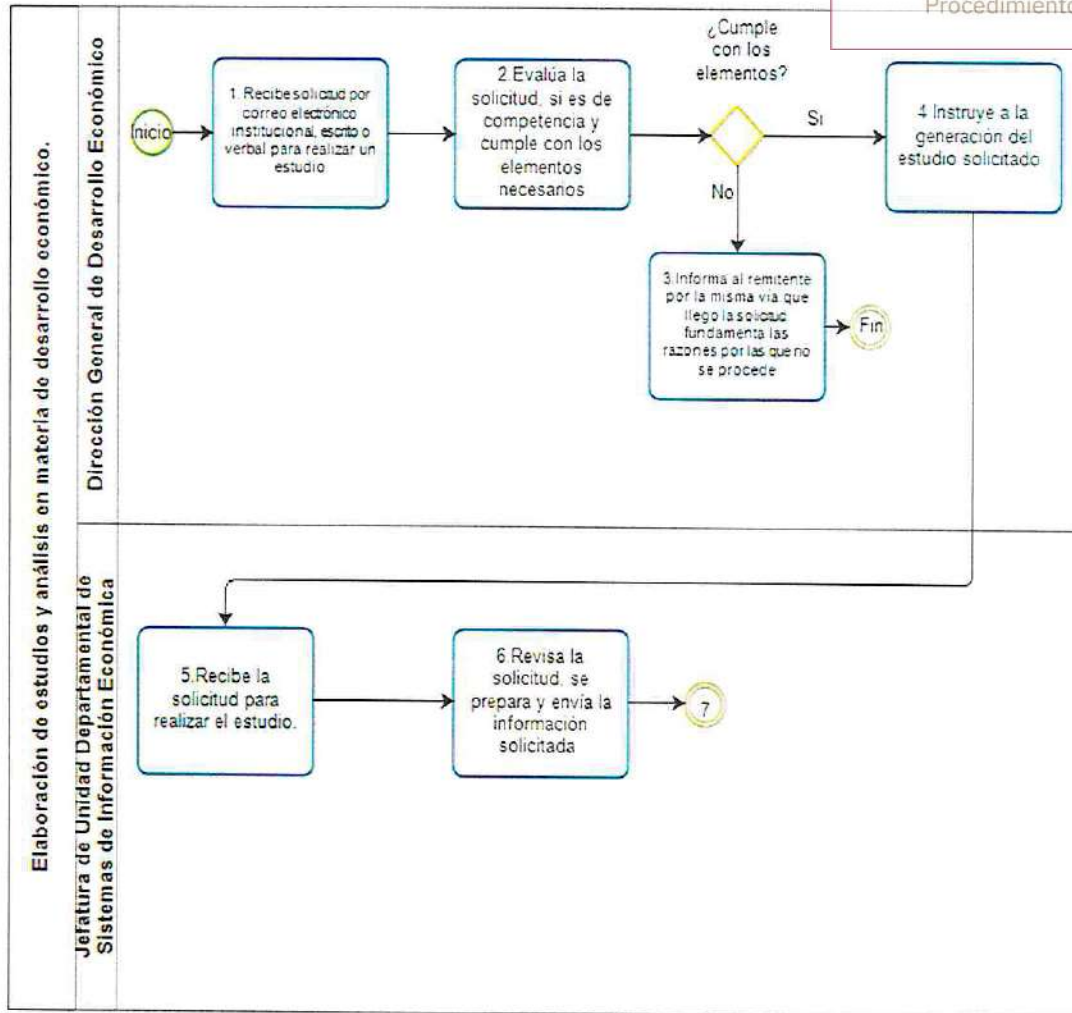 Procedimiento
Elaboración de estudios y análisis en materia de desarrollo económico.
Dirección General de Desarrollo Económico
Inicio
1. Recibe solicitud por
correo electrónico
institucional, escrito o
verbal para realizar un
estudio
2.Evalúa la
solicitud, si es de
competencia y
cumple con los
elementos
necesarios
¿Cumple
con los
elementos?
Si
No
4 Instruye a la
generación del
estudio solicitado
3.Informa al remitente
por la misma vía que
llego la solicitud
fundamenta las
razones por las que no
se procede
Fin
Jefatura de Unidad Departamental de
Sistemas de Información Económica
5.Recibe la
solicitud para
realizar el estudio.
6.Revisa la
solicitud, se
prepara y envía la
información
solicitada
7